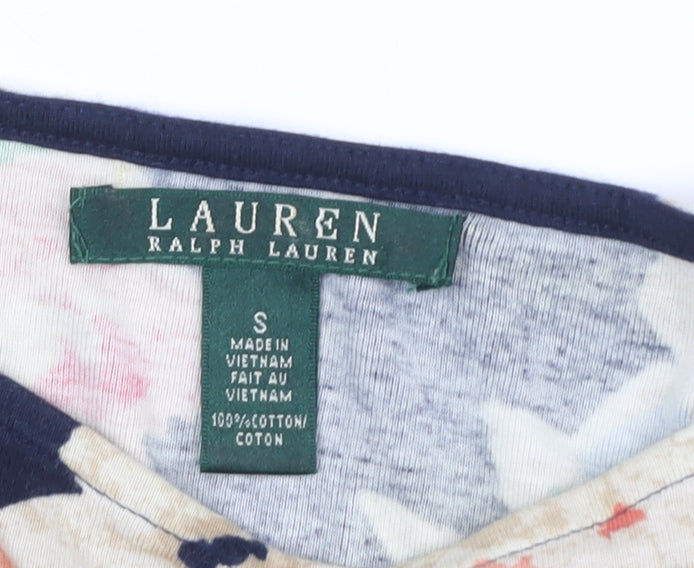 LAUREN
RALPH LAUREN
S
MADE IN
VIETNAM
FAIT AU
VIETNAM
100%COTTON/
COTON